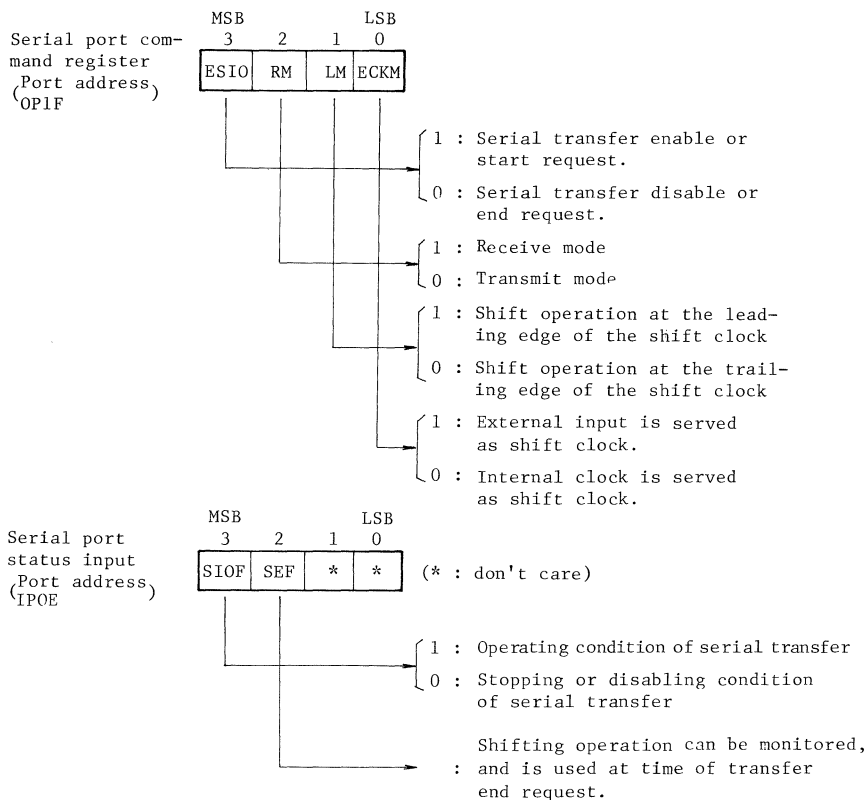 MSB LSB
Serial port com- 3 2 1 0
mand register
(Port address) ESIO RM LM ECKM
OP1F
1 : Serial transfer enable or
start request.
0 : Serial transfer disable or
end request.
1 : Receive mode
0 : Transmit mode
1 : Shift operation at the lead-
ing edge of the shift clock
0 : Shift operation at the trail-
ing edge of the shift clock
1 : External input is served
as shift clock.
0 : Internal clock is served
as shift clock.
MSB LSB
Serial port 3 2 1 0
status input
(Port address) SIOF SEF * * (* : don't care)
IPOE
1 : Operating condition of serial transfer
0 : Stopping or disabling condition
of serial transfer
Shifting operation can be monitored,
: and is used at time of transfer
end request.